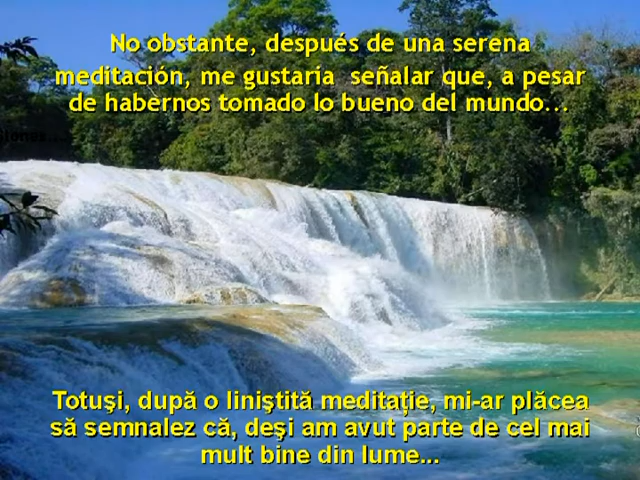 No obstante, después de una serena
meditación, me gustaria señalar que, a pesar
de habernos tomado lo bueno del mundo…
Totuşi, după o liniştită meditaţie, mi-ar plăcea
să semnalez că, deşi am avut parte de cel mai
mult bine din lume...